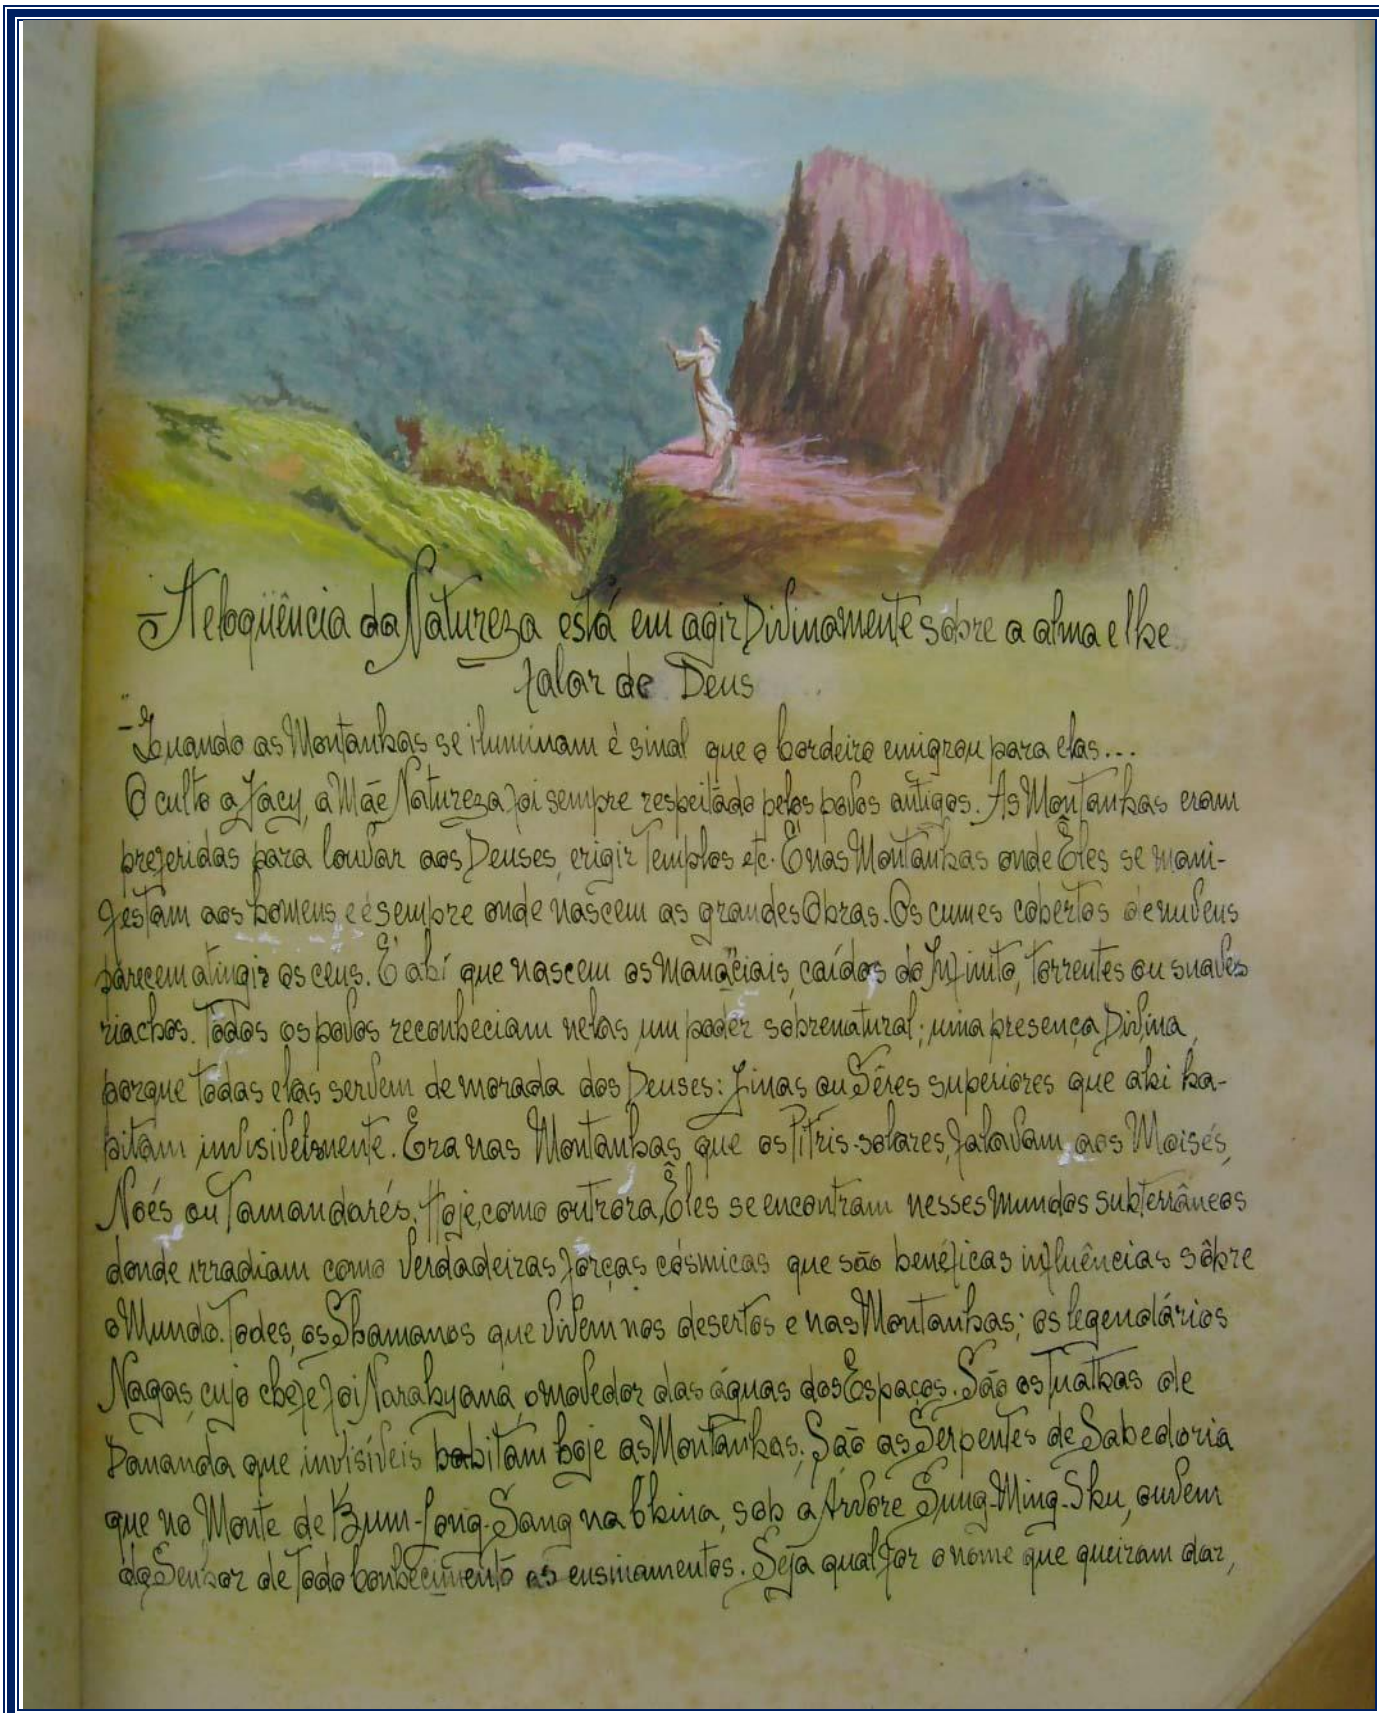 — A eloqüência da Natureza está em agir Divinamente sôbre a alma e lhe
falar de Deus
"— Quando as Montanhas se iluminam é sinal que o Cordeiro emigrou para elas...
O culto a Jacy, a Mãe Natureza, foi sempre respeitado pelos povos antigos. As Montanhas eram
preferidas para louvar aos Deuses, erigir Templos etc. É nas Montanhas onde Êles se mani-
festam aos homens, e é sempre onde nascem as grandes Obras. Os cumes cobertos de nuvens
parecem atingir os ceus. É ahí que nascem os mananciais, caídos do Infinito, torrentes ou suaves
riachos. Todos os povos reconheciam nelas, um poder sobrenatural; uma presença Divina,
porque todas elas servem de morada dos Deuses: Jinas ou Sêres superiores que ahi ha-
bitam invisivelmente. Era nas Montanhas que os Pitris-solares, falavam aos Moisés,
Noés ou Tamandarés. Hoje, como outrora, Êles se encontram nesses Mundos subterrâneos
donde irradiam como verdadeiras forças cósmicas que são benéficas influências sôbre
o Mundo. Todes, os Shamanos que vivem nos desertos e nas Montanhas; os legendários
Nagas, cujo chefe foi Narahyana, o movedor das águas dos Espaços. São os Tuathas de
Dananda que invisíveis habitam hoje as Montanhas; São as Serpentes de Sabedoria
que no Monte de Kum-Long-Sang na Chhina, sob a Árvore Sung-Ming-Shu, ouvem
do Senhor de Todo Conhecimento os ensinamentos. Seja qual for o nome que queiram dar,